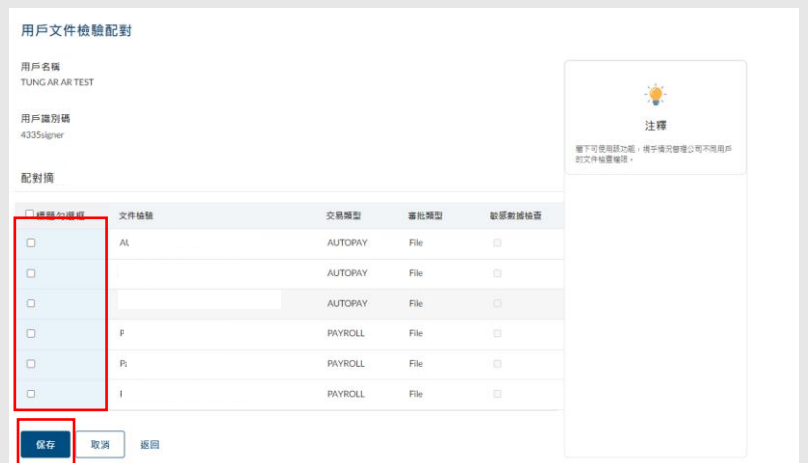 用戶文件檢驗配對
用戶名稱
TUNG AR AR TEST
用戶識別碼
4335signer
注釋
閣下可使用該功能，視乎情況管理公司不同用戶
的文件檢查權限。
配對摘
標題勾選框 文件檢驗 交易類型 審批類型 敏感數據檢查
AUTOPAY File
AUTOPAY File
AUTOPAY File
P PAYROLL File
PAYROLL File
PAYROLL File
保存 取消 返回